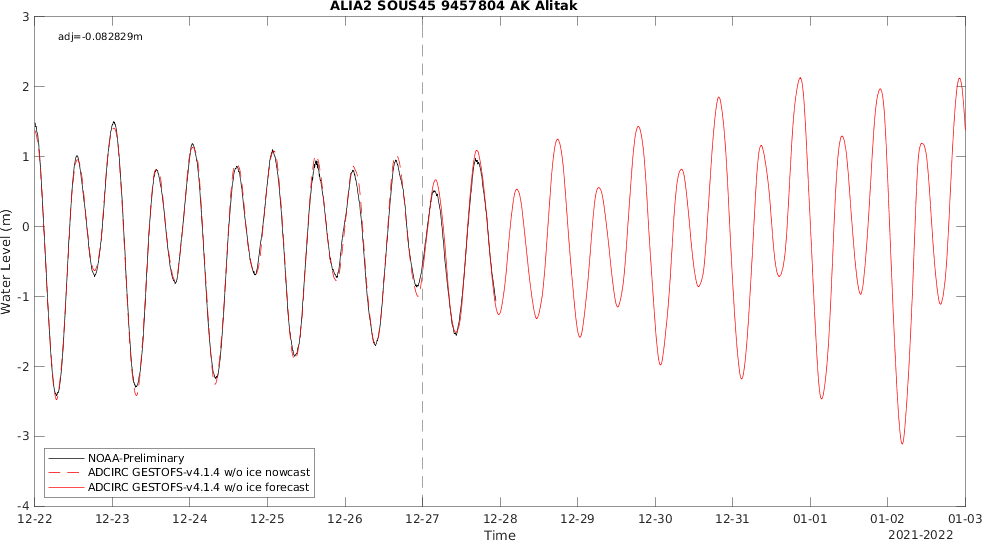 ALIA2 SOUS45 9457804 AK Alitak
adj=-0.082829m
3
2
1
0
-1
-2
-3
-4
Water Level (m)
NOAA-Preliminary
ADCIRC GESTOFS-v4.1.4 w/o ice nowcast
ADCIRC GESTOFS-v4.1.4 w/o ice forecast
12-22 12-23 12-24 12-25 12-26 12-27 12-28 12-29 12-30 12-31 01-01 01-02 01-03
Time
2021-2022